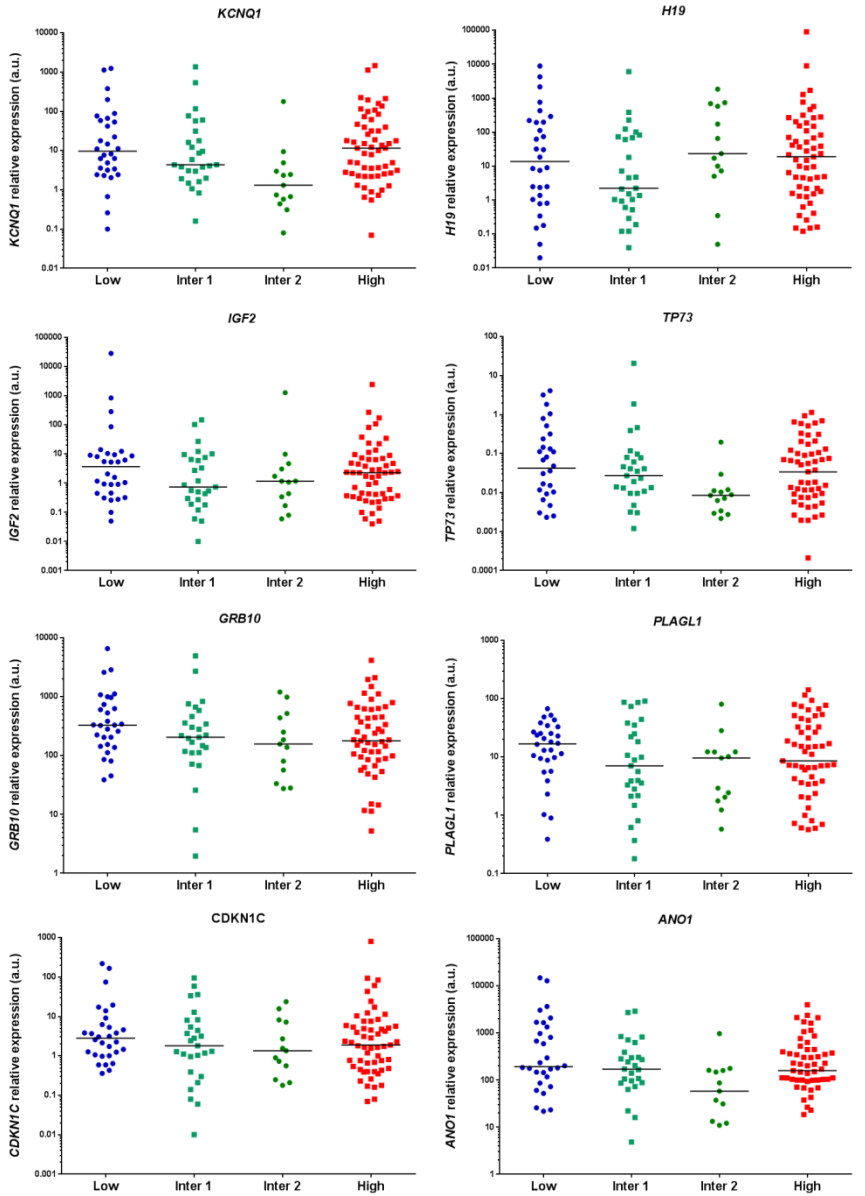 KCNQ1
KCNQ1 relative expression (a.u.)
10000
1000
100
10
1
0.1
0.01
Low Inter 1 Inter 2 High
H19
H19 relative expression (a.u.)
100000
10000
1000
100
10
1
0.1
0.01
Low Inter 1 Inter 2 High
IGF2
IGF2 relative expression (a.u.)
100000
10000
1000
100
10
1
0.1
0.01
0.001
Low Inter 1 Inter 2 High
TP73
TP73 relative expression (a.u.)
100
10
1
0.1
0.01
0.001
0.0001
Low Inter 1 Inter 2 High
GRB10
GRB10 relative expression (a.u.)
10000
1000
100
10
1
Low Inter 1 Inter 2 High
PLAGL1
PLAGL1 relative expression (a.u.)
1000
100
10
1
0.1
Low Inter 1 Inter 2 High
CDKN1C
CDKN1C relative expression (a.u.)
1000
100
10
1
0.1
0.01
0.001
Low Inter 1 Inter 2 High
ANO1
ANO1 relative expression (a.u.)
100000
10000
1000
100
10
1
Low Inter 1 Inter 2 High